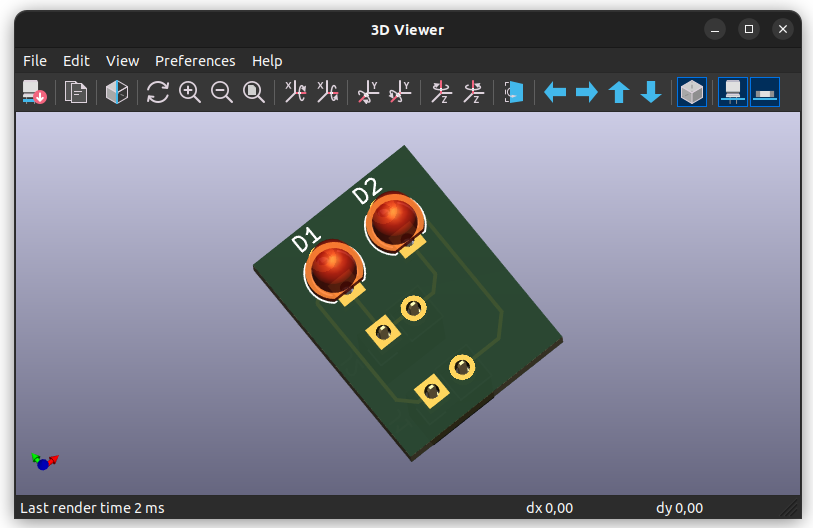 3D Viewer
File Edit View Preferences Help
X X Y Y Z Z
D2
D1
Last render time 2 ms dx 0,00 dy 0,00